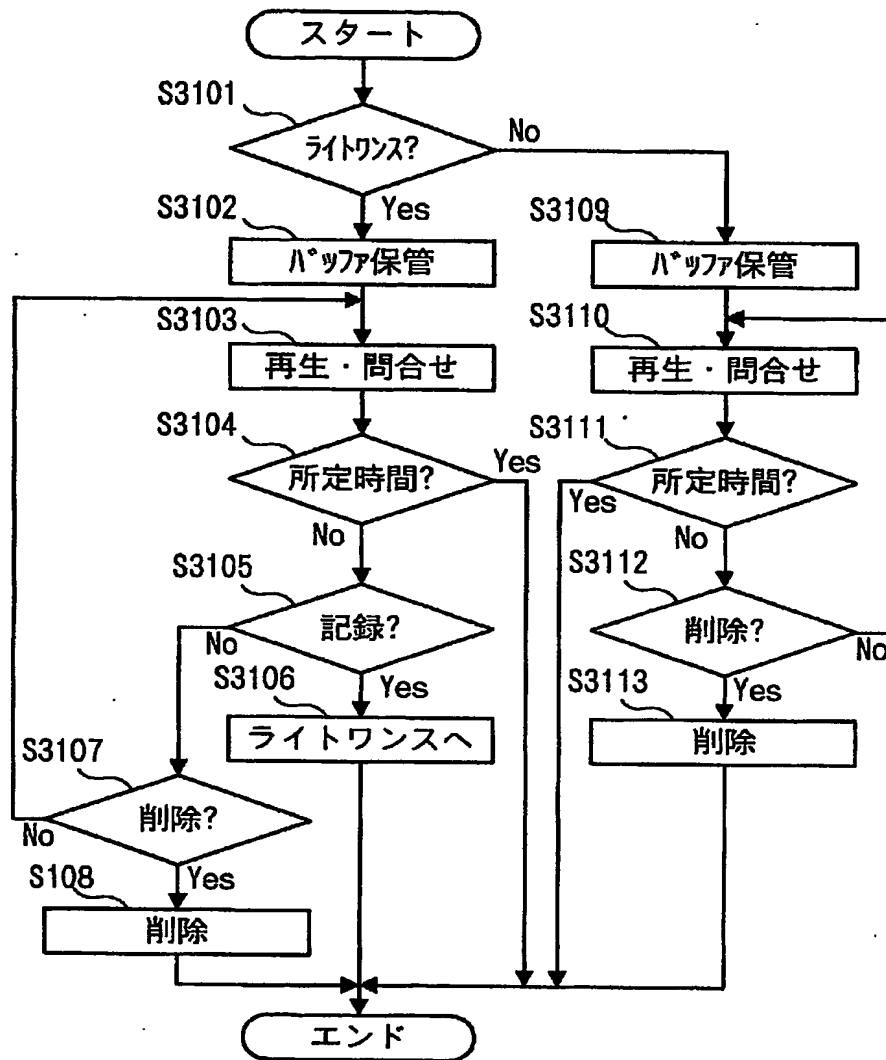 スタート
S3101
ライトワンス?
No
Yes
S3102
バッファ保管
S3109
バッファ保管
S3103
再生・問合せ
S3110
再生・問合せ
S3104
所定時間?
Yes
No
S3111
所定時間?
Yes
No
S3105
記録?
No
Yes
S3112
削除?
No
Yes
S3106
ライトワンスへ
S3113
削除
S3107
削除?
No
Yes
S108
削除
エンド